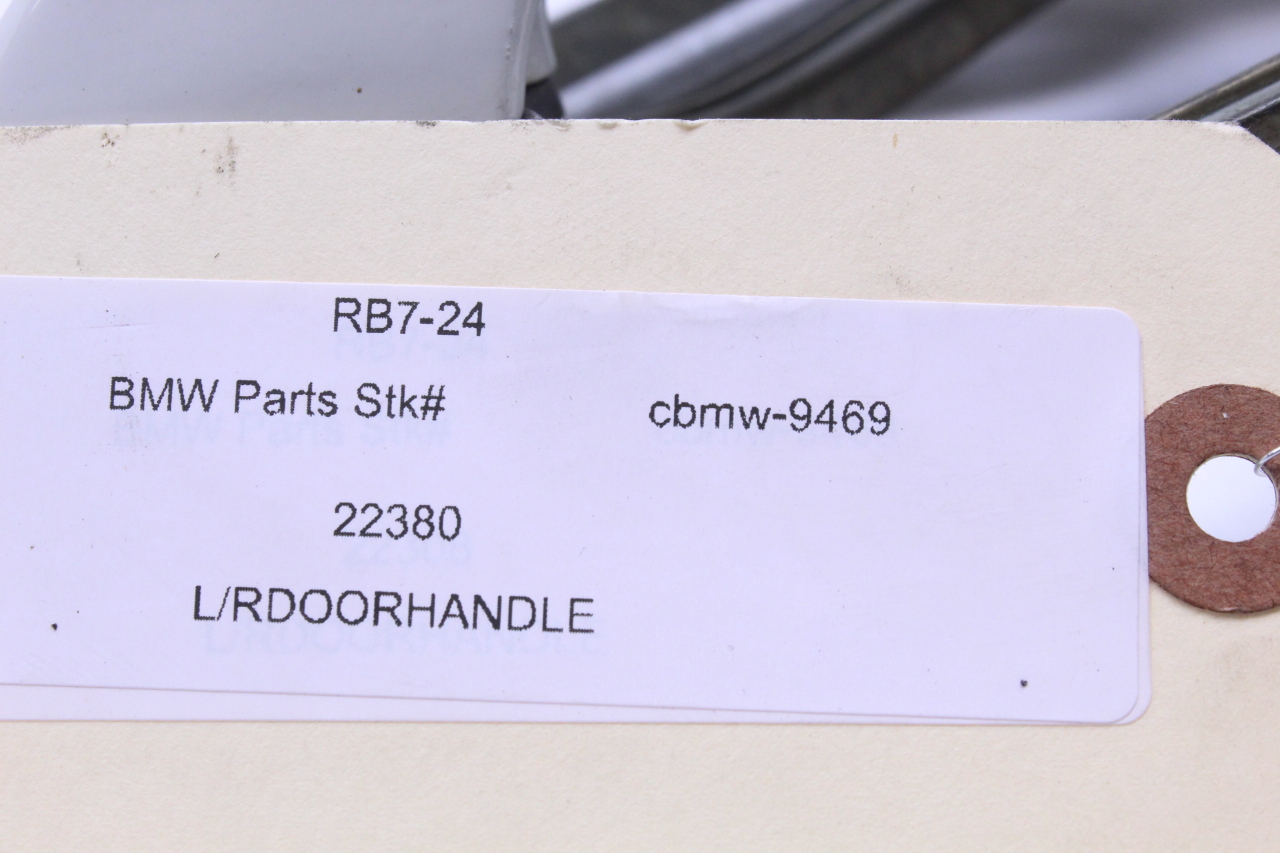 RB7-24
BMW Parts Stk# cbmw-9469
22380
L/RDOORHANDLE